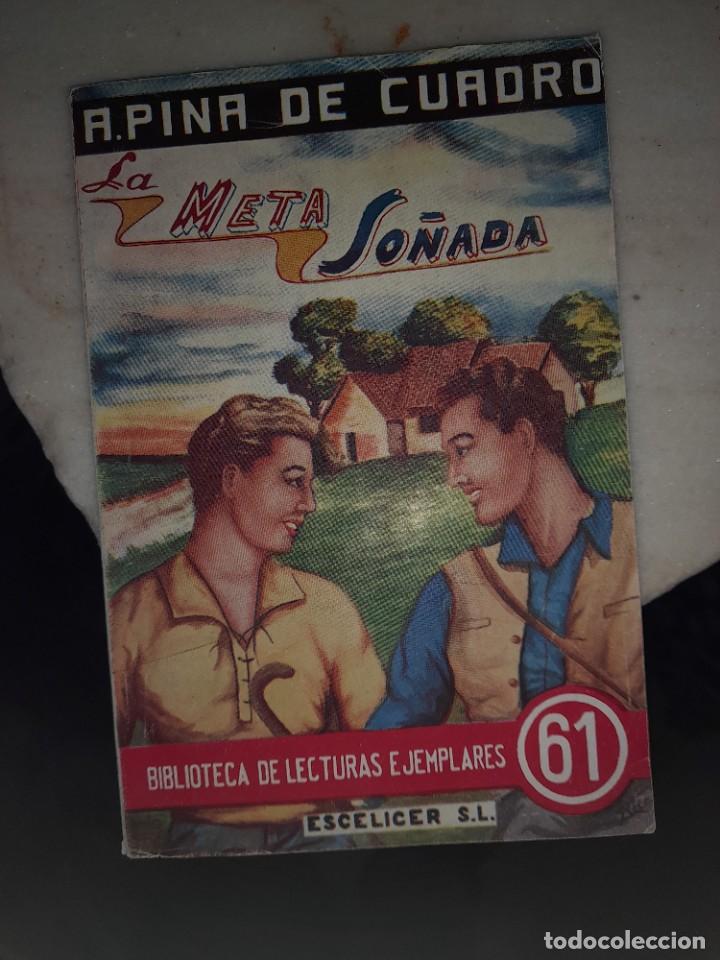 A. PINA DE CUADRO
La META SOÑADA
BIBLIOTECA DE LECTURAS EJEMPLARES 61
ESCELICER S.L.
todocoleccion